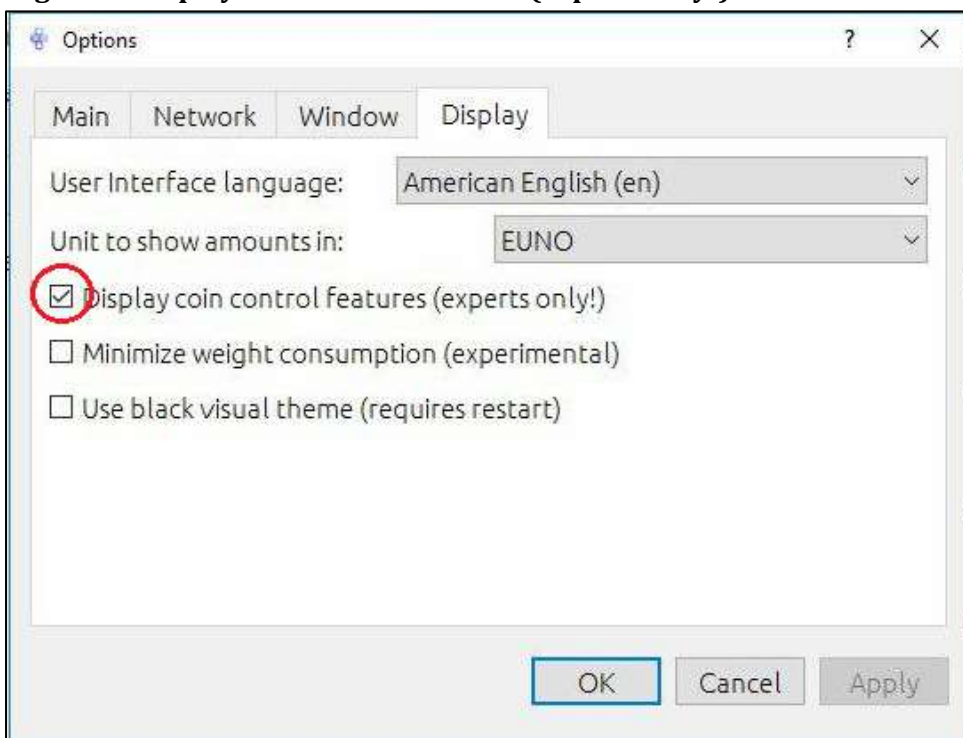 Options ?
Main Network Window Display
User Interface language: American English (en)
Unit to show amounts in: EUNO
Display coin control features (experts only!)
Minimize weight consumption (experimental)
Use black visual theme (requires restart)
OK Cancel Apply